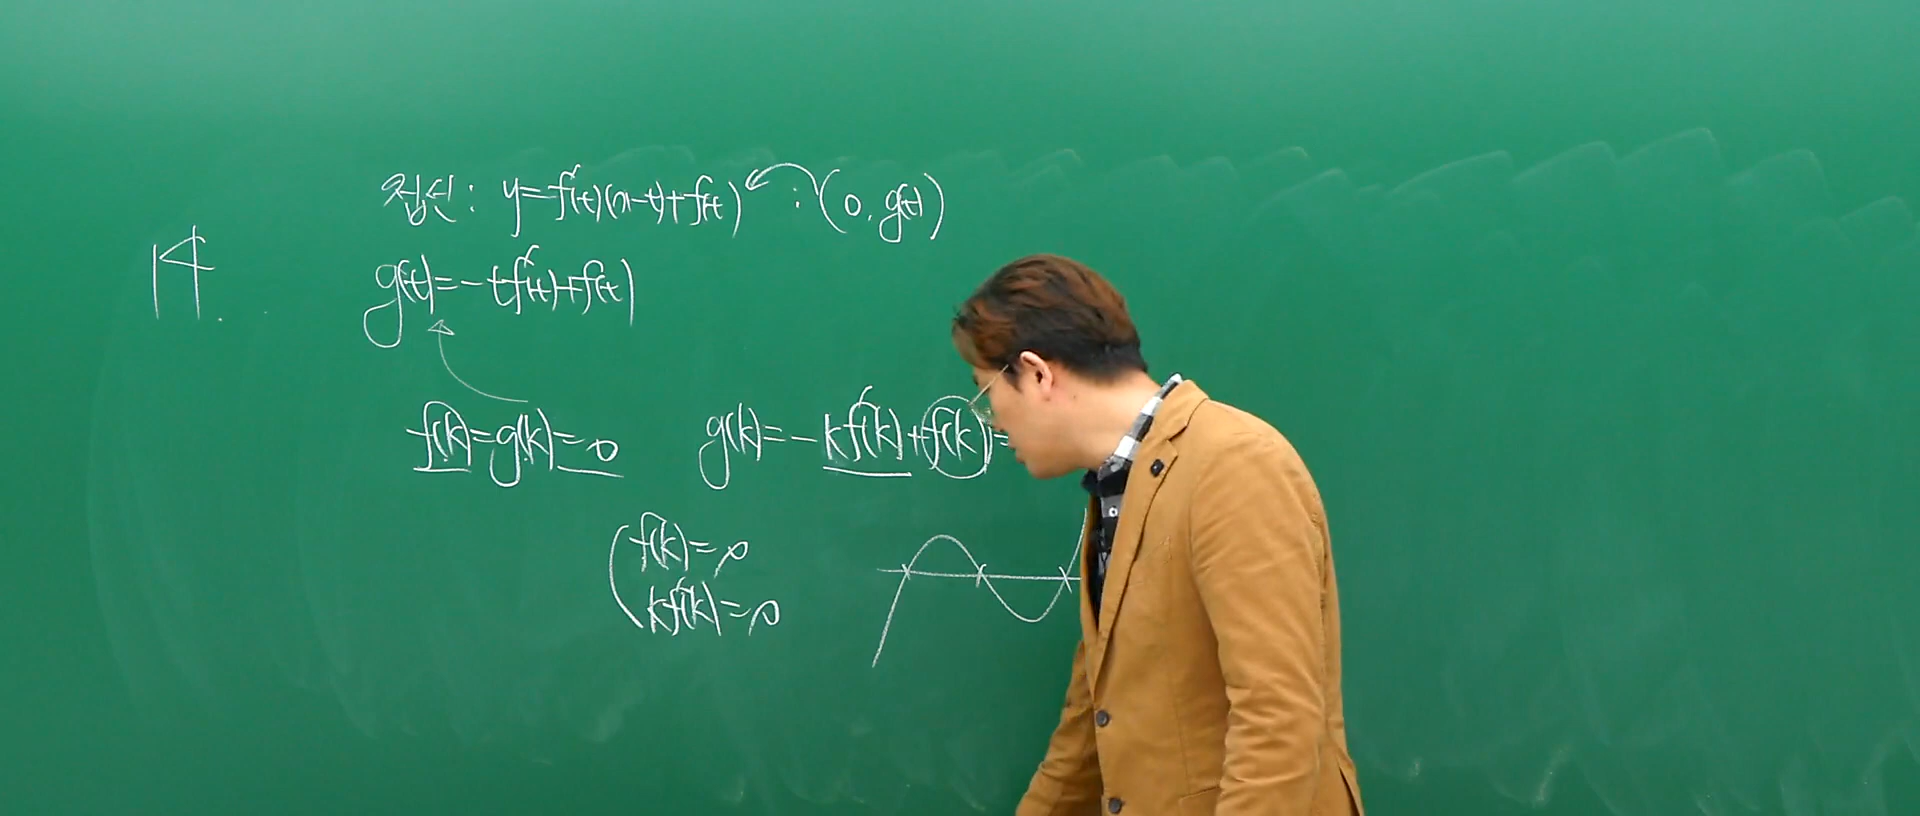 접선 : y=f'(t)(x-t)+f(t) : (0, g(t))
14.
g(t)=-tf'(t)+f(t)
f(k)=g(k)=0 g(k)=-kf'(k)+f(k)=
f(k)=0
kf'(k)=0